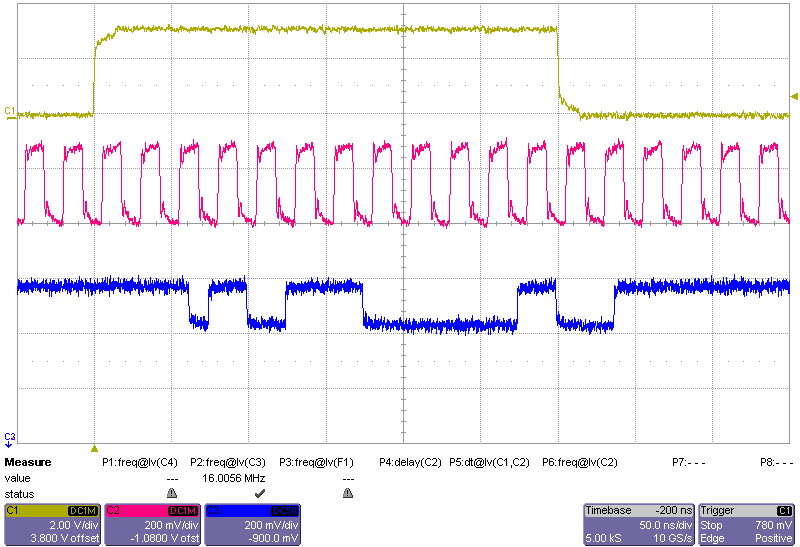 C1
C3
Measure P1:freq@lv(C4) P2:freq@lv(C3) P3:freq@lv(F1) P4:delay(C2) P5:dt@lv(C1,C2) P6:freq@lv(C2) P7:- - - P8:- - -
value --- 16.0056 MHz ---
status
C1 DC1M C2 DC1M C3 Timebase -200 ns Trigger C1
2.00 V/div 200 mV/div 200 mV/div 50.0 ns/div Stop 780 mV
3.800 V offset -1.0800 V ofst -900.0 mV 5.00 kS 10 GS/s Edge Positive